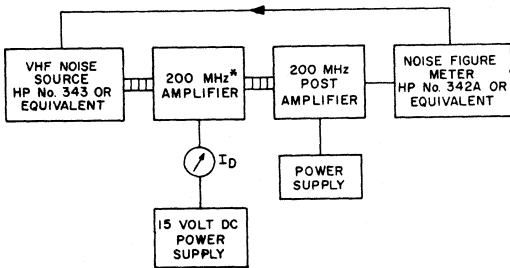 VHF NOISE
SOURCE
HP No. 343 OR
EQUIVALENT
200 MHz*
AMPLIFIER
200 MHz
POST
AMPLIFIER
NOISE FIGURE
METER
HP No. 342A OR
EQUIVALENT
ID
POWER
SUPPLY
15 VOLT DC
POWER
SUPPLY